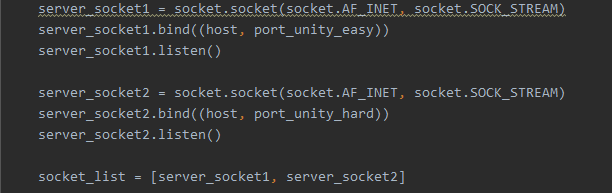 server_socket1 = socket.socket(socket.AF_INET, socket.SOCK_STREAM)
server_socket1.bind((host, port_unity_easy))
server_socket1.listen()
server_socket2 = socket.socket(socket.AF_INET, socket.SOCK_STREAM)
server_socket2.bind((host, port_unity_hard))
server_socket2.listen()
socket_list = [server_socket1, server_socket2]